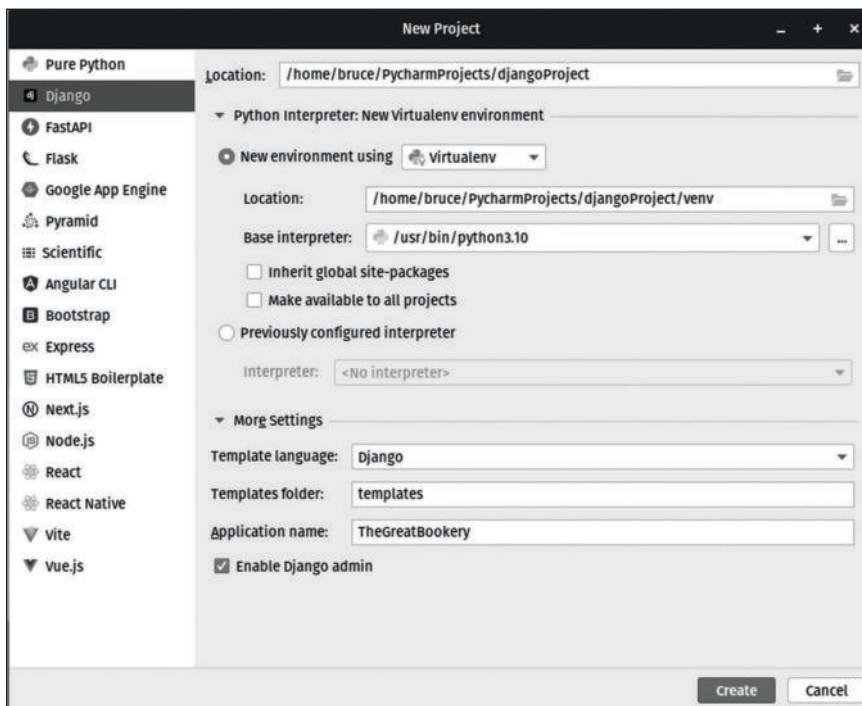 New Project
Pure Python
Django
FastAPI
Flask
Google App Engine
Pyramid
Scientific
Angular CLI
Bootstrap
ex Express
HTML5 Boilerplate
Next.js
Node.js
React
React Native
Vite
Vue.js
Location: /home/bruce/PycharmProjects/djangoProject
Python Interpreter: New Virtualenv environment
New environment using Virtualenv
Location: /home/bruce/PycharmProjects/djangoProject/venv
Base interpreter: /usr/bin/python3.10 ...
Inherit global site-packages
Make available to all projects
Previously configured interpreter
Interpreter: <No interpreter>
More Settings
Template language: Django
Templates folder: templates
Application name: TheGreatBookery
Enable Django admin
Create Cancel